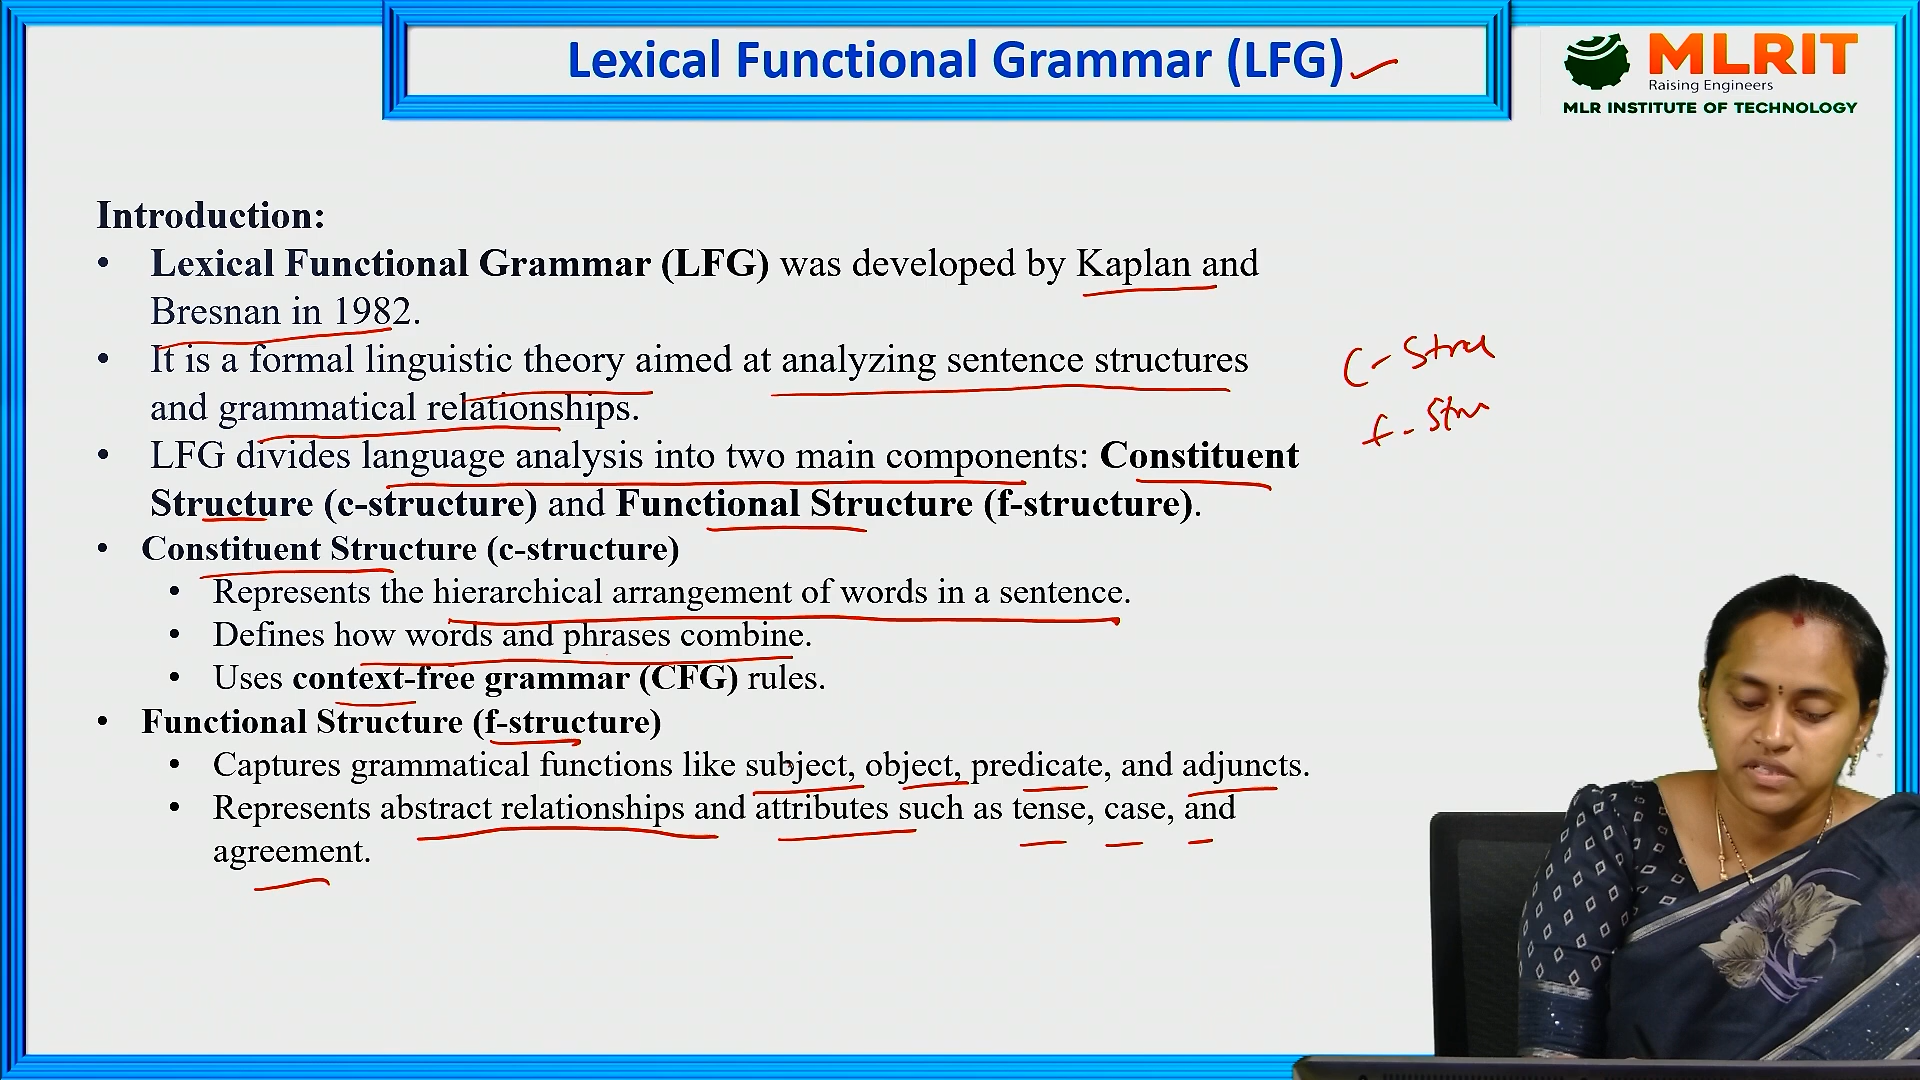 Lexical Functional Grammar (LFG)
MLRIT
Raising Engineers
MLR INSTITUTE OF TECHNOLOGY
Introduction:
• Lexical Functional Grammar (LFG) was developed by Kaplan and
Bresnan in 1982.
• It is a formal linguistic theory aimed at analyzing sentence structures
and grammatical relationships.
C - Stru
f - Stru
• LFG divides language analysis into two main components: Constituent
Structure (c-structure) and Functional Structure (f-structure).
• Constituent Structure (c-structure)
• Represents the hierarchical arrangement of words in a sentence.
• Defines how words and phrases combine.
• Uses context-free grammar (CFG) rules.
• Functional Structure (f-structure)
• Captures grammatical functions like subject, object, predicate, and adjuncts.
• Represents abstract relationships and attributes such as tense, case, and
agreement.